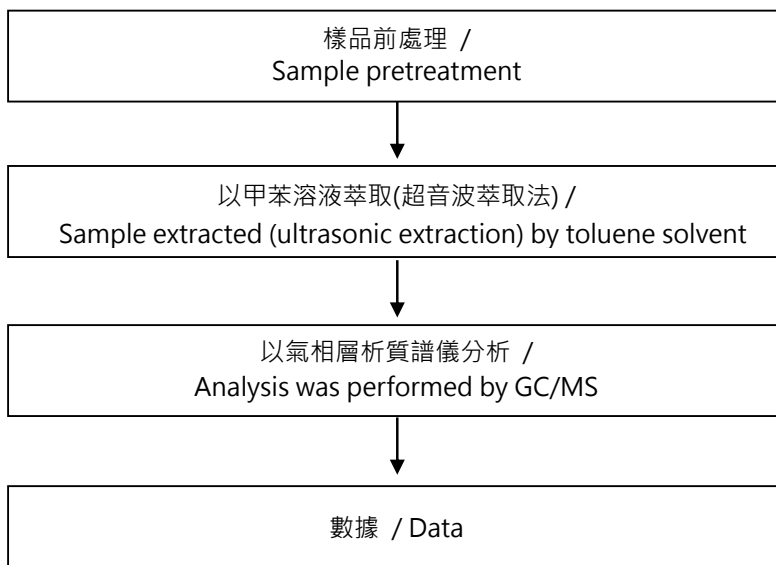 樣品前處理 /
Sample pretreatment
以甲苯溶液萃取(超音波萃取法) /
Sample extracted (ultrasonic extraction) by toluene solvent
以氣相層析質譜儀分析 /
Analysis was performed by GC/MS
數據 / Data